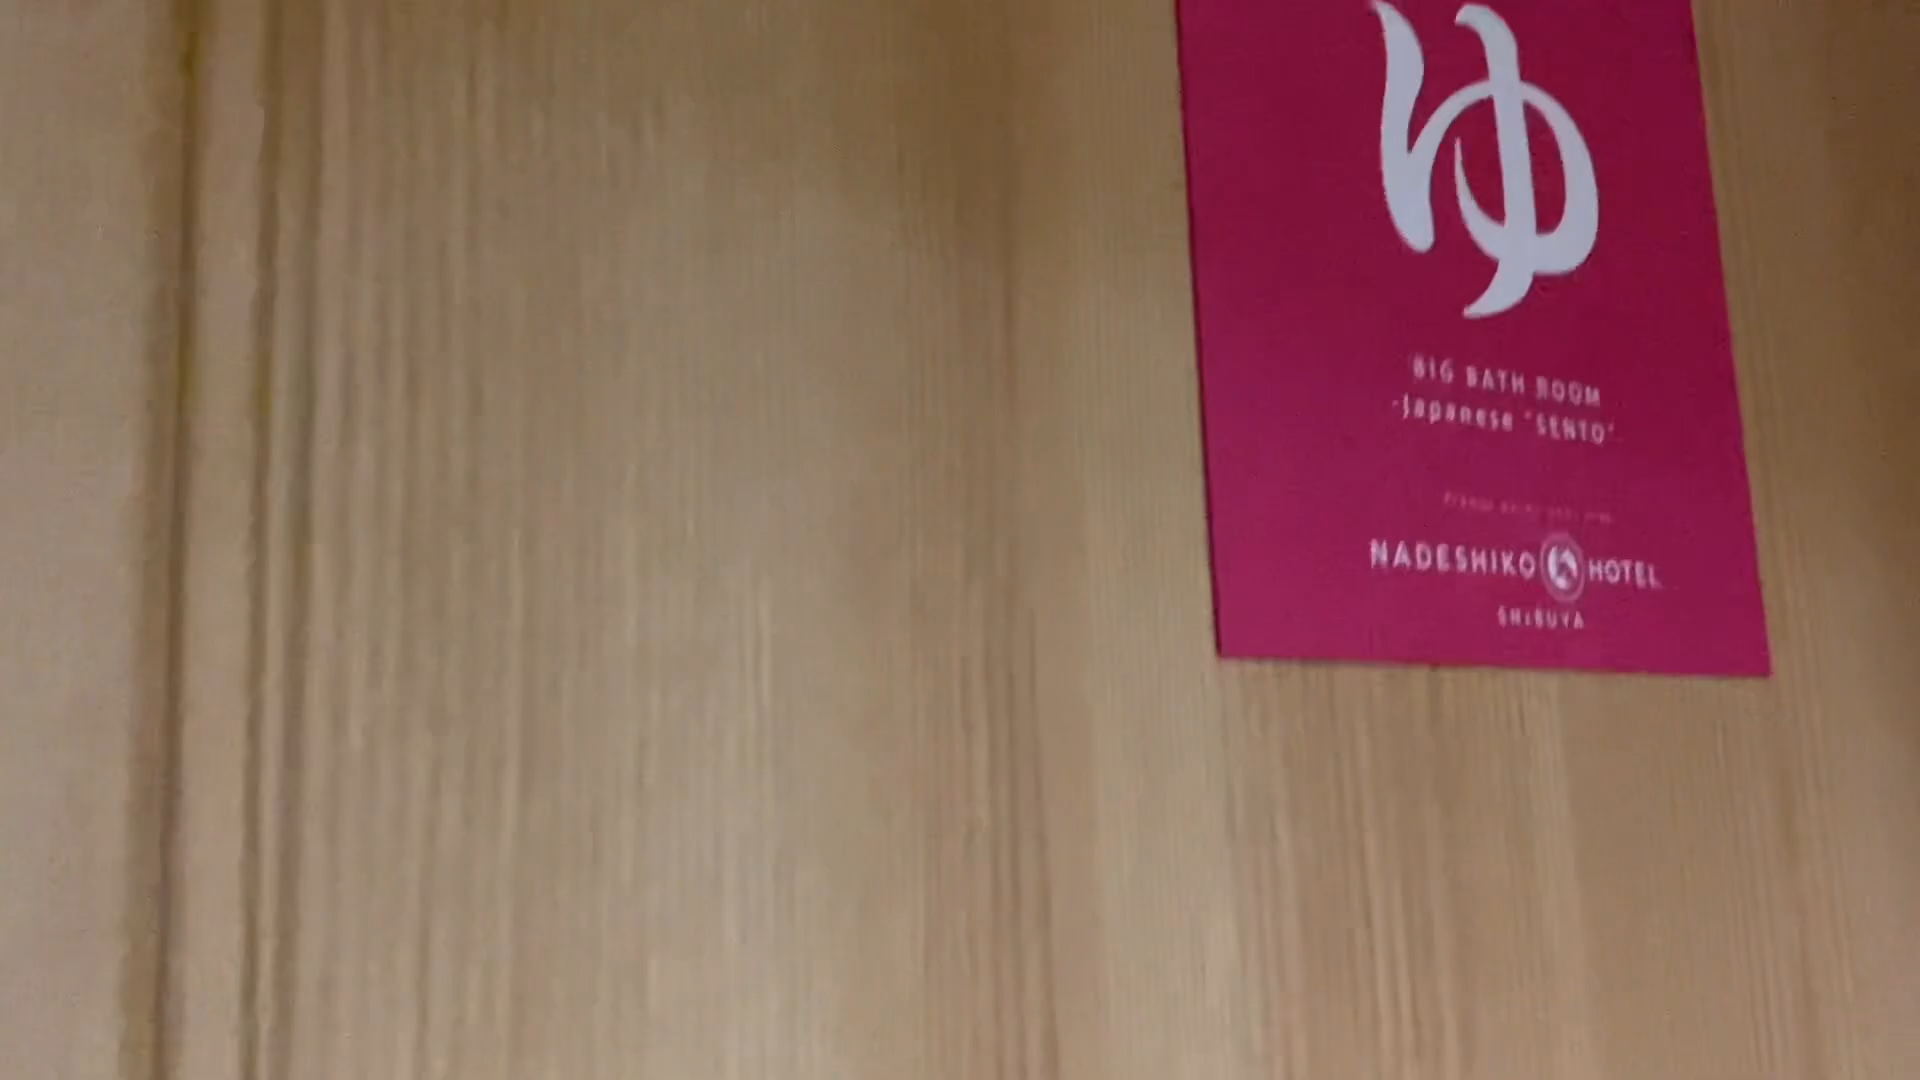 ゆ
BIG BATH ROOM
-Japanese "SENTO"
NADESHIKO HOTEL
SHIBUYA